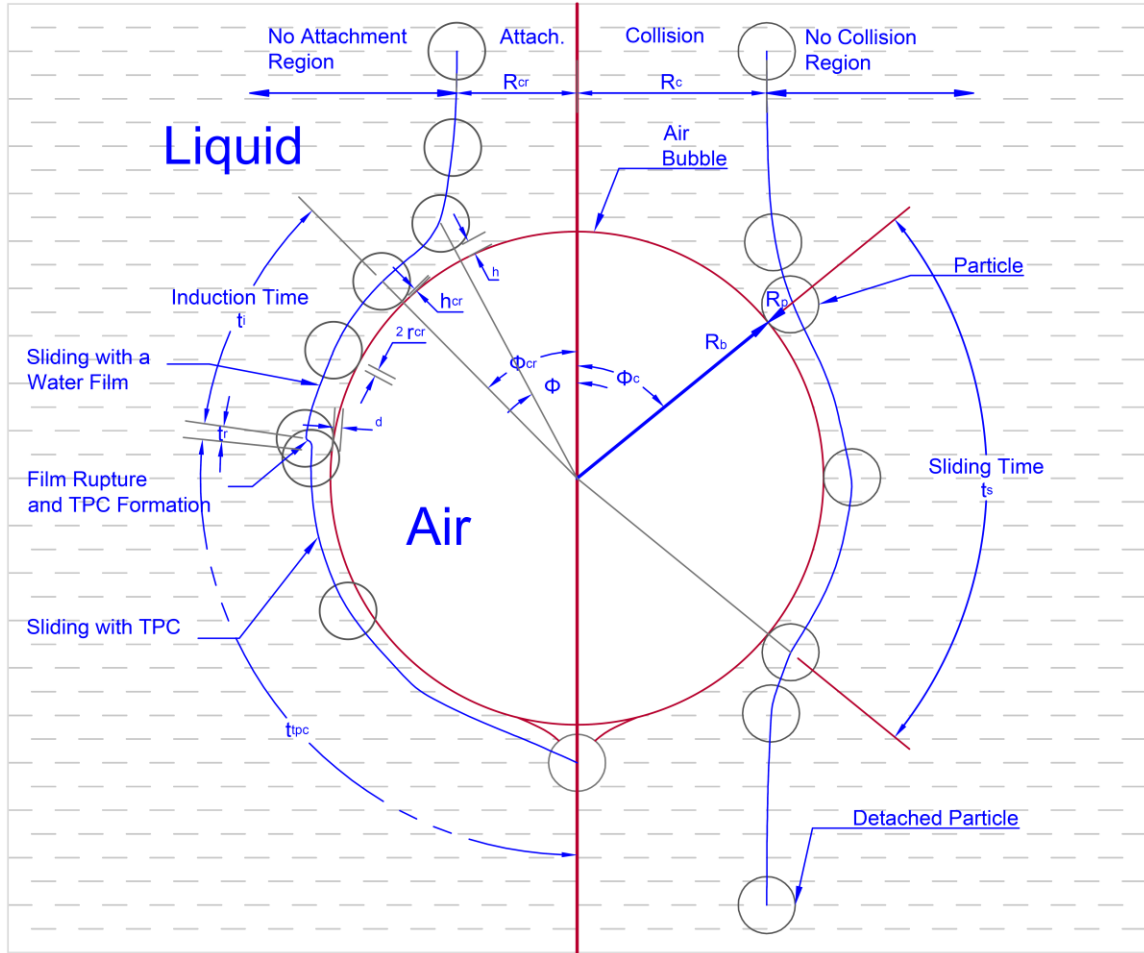 No Attachment
Region
Attach.
Collision
No Collision
Region
Rcr
Rc
Liquid
Air
Bubble
h
Particle
Induction Time
ti
hcr
Rp
2 rcr
Rb
Sliding with a
Water Film
Φcr
Φ
Φc
d
tr
Sliding Time
ts
Film Rupture
and TPC Formation
Air
Sliding with TPC
ttpc
Detached Particle